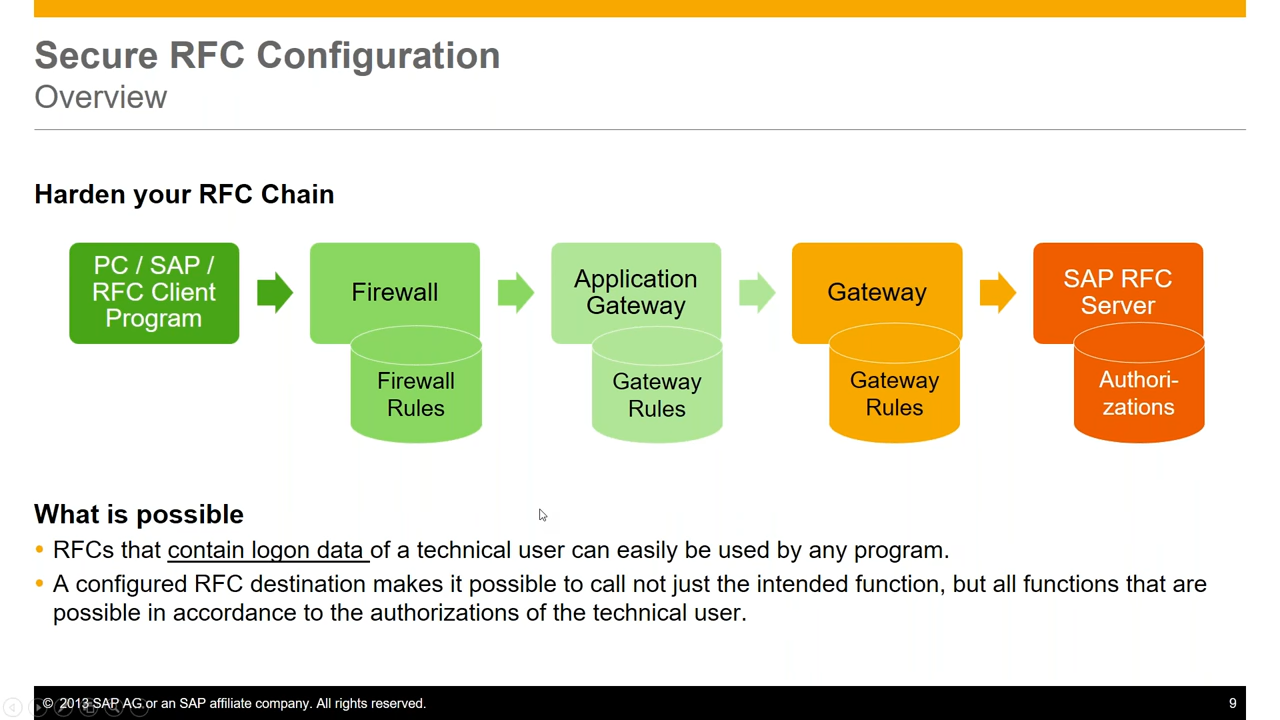 Secure RFC Configuration
Overview
Harden your RFC Chain
PC / SAP /
RFC Client
Program
Firewall
Application
Gateway
Gateway
SAP RFC
Server
Firewall
Rules
Gateway
Rules
Gateway
Rules
Authori-
zations
What is possible
• RFCs that contain logon data of a technical user can easily be used by any program.
• A configured RFC destination makes it possible to call not just the intended function, but all functions that are
possible in accordance to the authorizations of the technical user.
© 2013 SAP AG or an SAP affiliate company. All rights reserved.
9